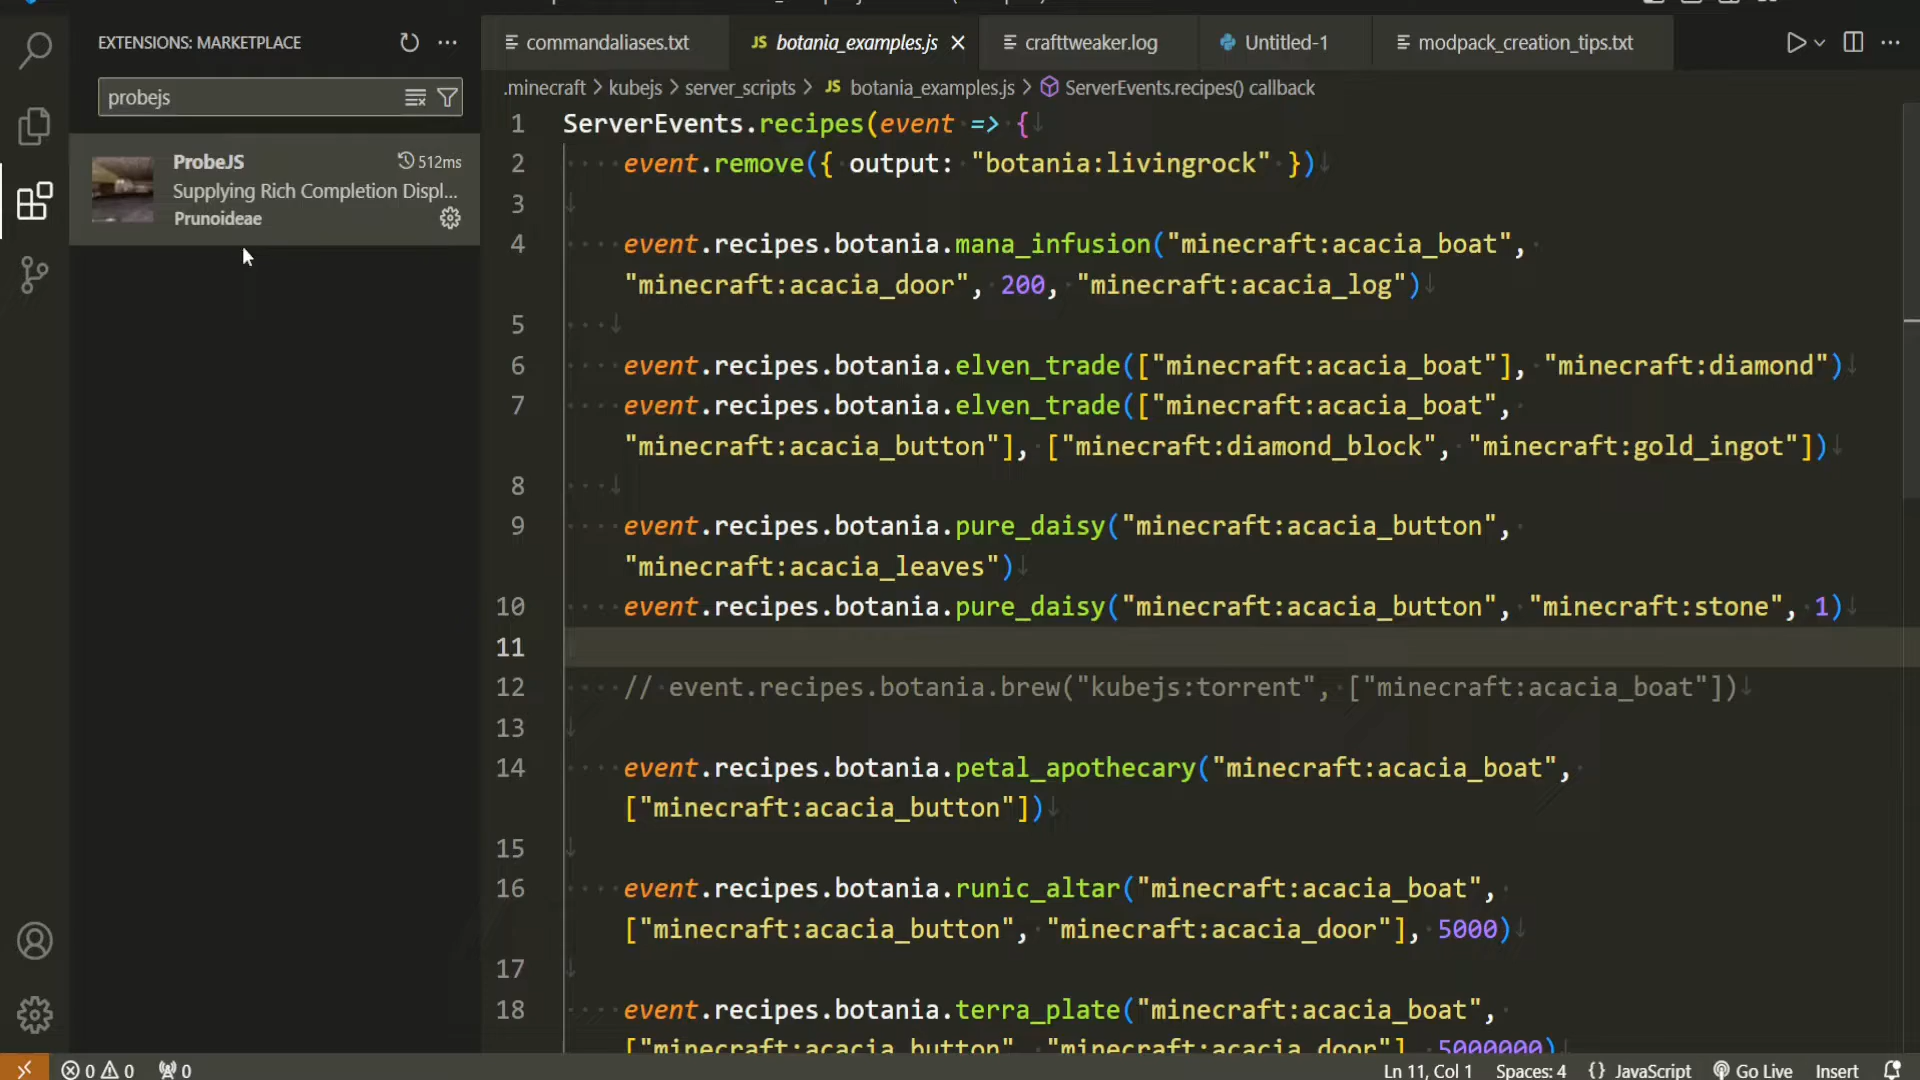 EXTENSIONS: MARKETPLACE
probejs
ProbeJS
512ms
Supplying Rich Completion Displ...
Prunoideae
commandaliases.txt
JS botania_examples.js
crafttweaker.log
Untitled-1
modpack_creation_tips.txt
.minecraft > kubejs > server_scripts > JS botania_examples.js > ServerEvents.recipes() callback
1 ServerEvents.recipes(event => {
2 event.remove({ output: "botania:livingrock" })
3
4 event.recipes.botania.mana_infusion("minecraft:acacia_boat",
"minecraft:acacia_door", 200, "minecraft:acacia_log")
5
6 event.recipes.botania.elven_trade(["minecraft:acacia_boat"], "minecraft:diamond")
7 event.recipes.botania.elven_trade(["minecraft:acacia_boat",
"minecraft:acacia_button"], ["minecraft:diamond_block", "minecraft:gold_ingot"])
8
9 event.recipes.botania.pure_daisy("minecraft:acacia_button",
"minecraft:acacia_leaves")
10 event.recipes.botania.pure_daisy("minecraft:acacia_button", "minecraft:stone", 1)
11
12 // event.recipes.botania.brew("kubejs:torrent", ["minecraft:acacia_boat"])
13
14 event.recipes.botania.petal_apothecary("minecraft:acacia_boat",
["minecraft:acacia_button"])
15
16 event.recipes.botania.runic_altar("minecraft:acacia_boat",
["minecraft:acacia_button", "minecraft:acacia_door"], 5000)
17
18 event.recipes.botania.terra_plate("minecraft:acacia_boat",
["minecraft:acacia_button", "minecraft:acacia_door"], 5000000)
0 0 0
Ln 11, Col 1 Spaces: 4 {} JavaScript Go Live Insert